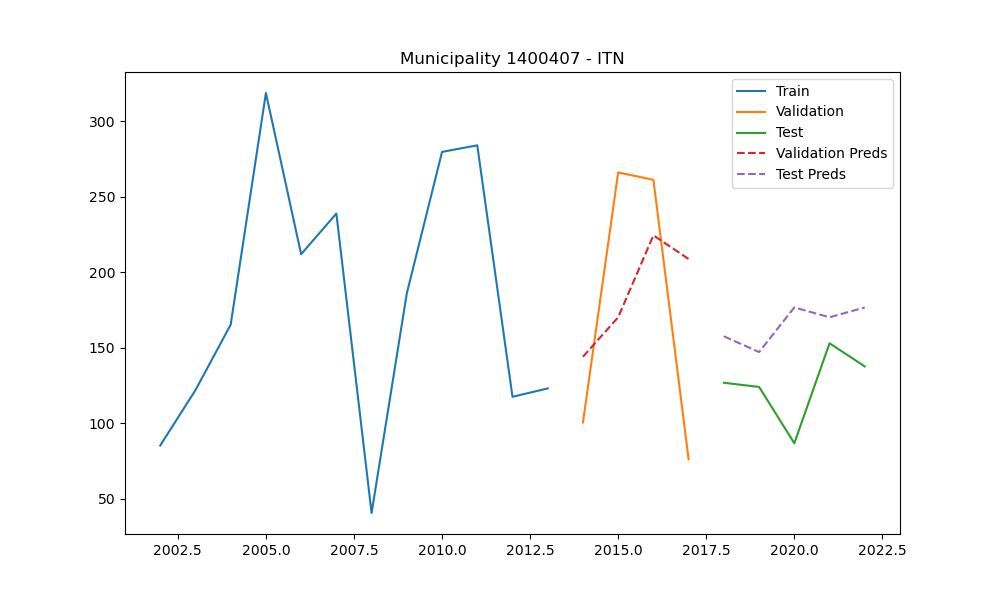 Municipality 1400407 - ITN
Train
Validation
Test
Validation Preds
Test Preds
300
250
200
150
100
50
2002.5 2005.0 2007.5 2010.0 2012.5 2015.0 2017.5 2020.0 2022.5